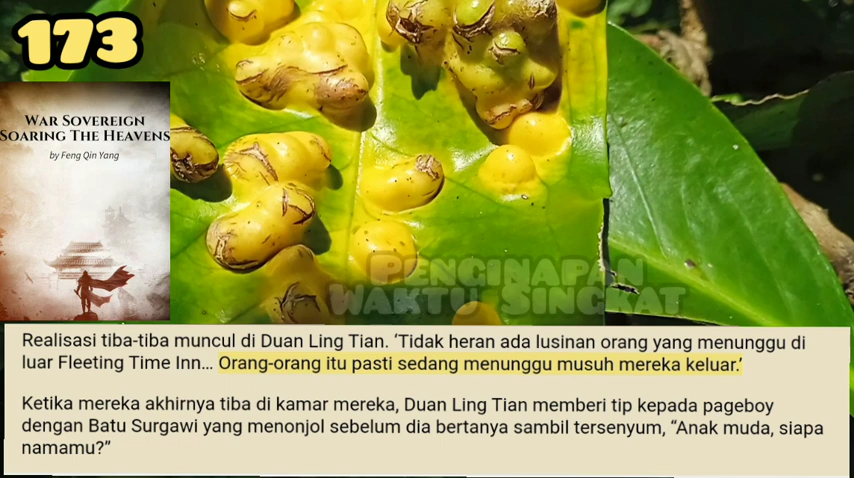 173
WAR SOVEREIGN
SOARING THE HEAVENS
by Feng Qin Yang
PENGINAPAN
WAKTU SINGKAT
Realisasi tiba-tiba muncul di Duan Ling Tian. ‘Tidak heran ada lusinan orang yang menunggu di
luar Fleeting Time Inn... Orang-orang itu pasti sedang menunggu musuh mereka keluar.’
Ketika mereka akhirnya tiba di kamar mereka, Duan Ling Tian memberi tip kepada pageboy
dengan Batu Surgawi yang menonjol sebelum dia bertanya sambil tersenyum, “Anak muda, siapa
namamu?”